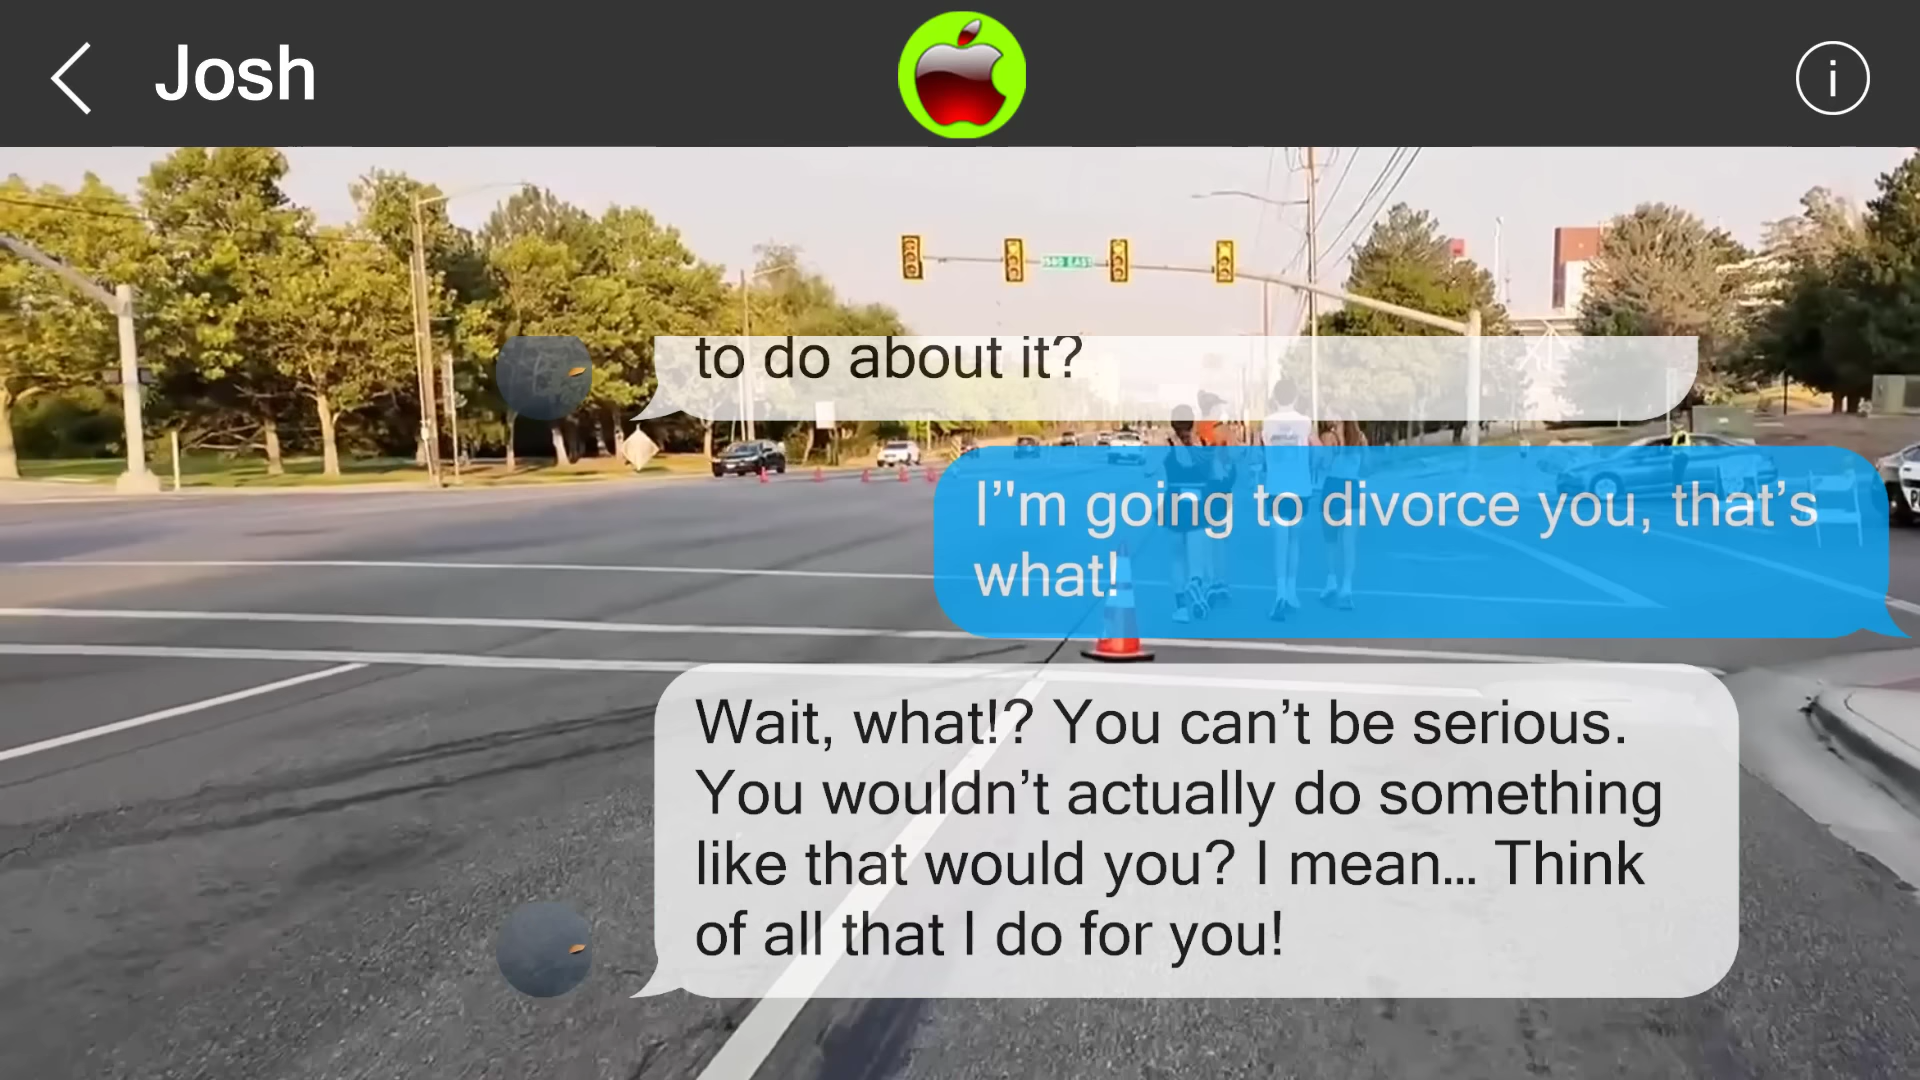 Josh
i
to do about it?
I’"m going to divorce you, that’s
what!
Wait, what!? You can’t be serious.
You wouldn’t actually do something
like that would you? I mean... Think
of all that I do for you!